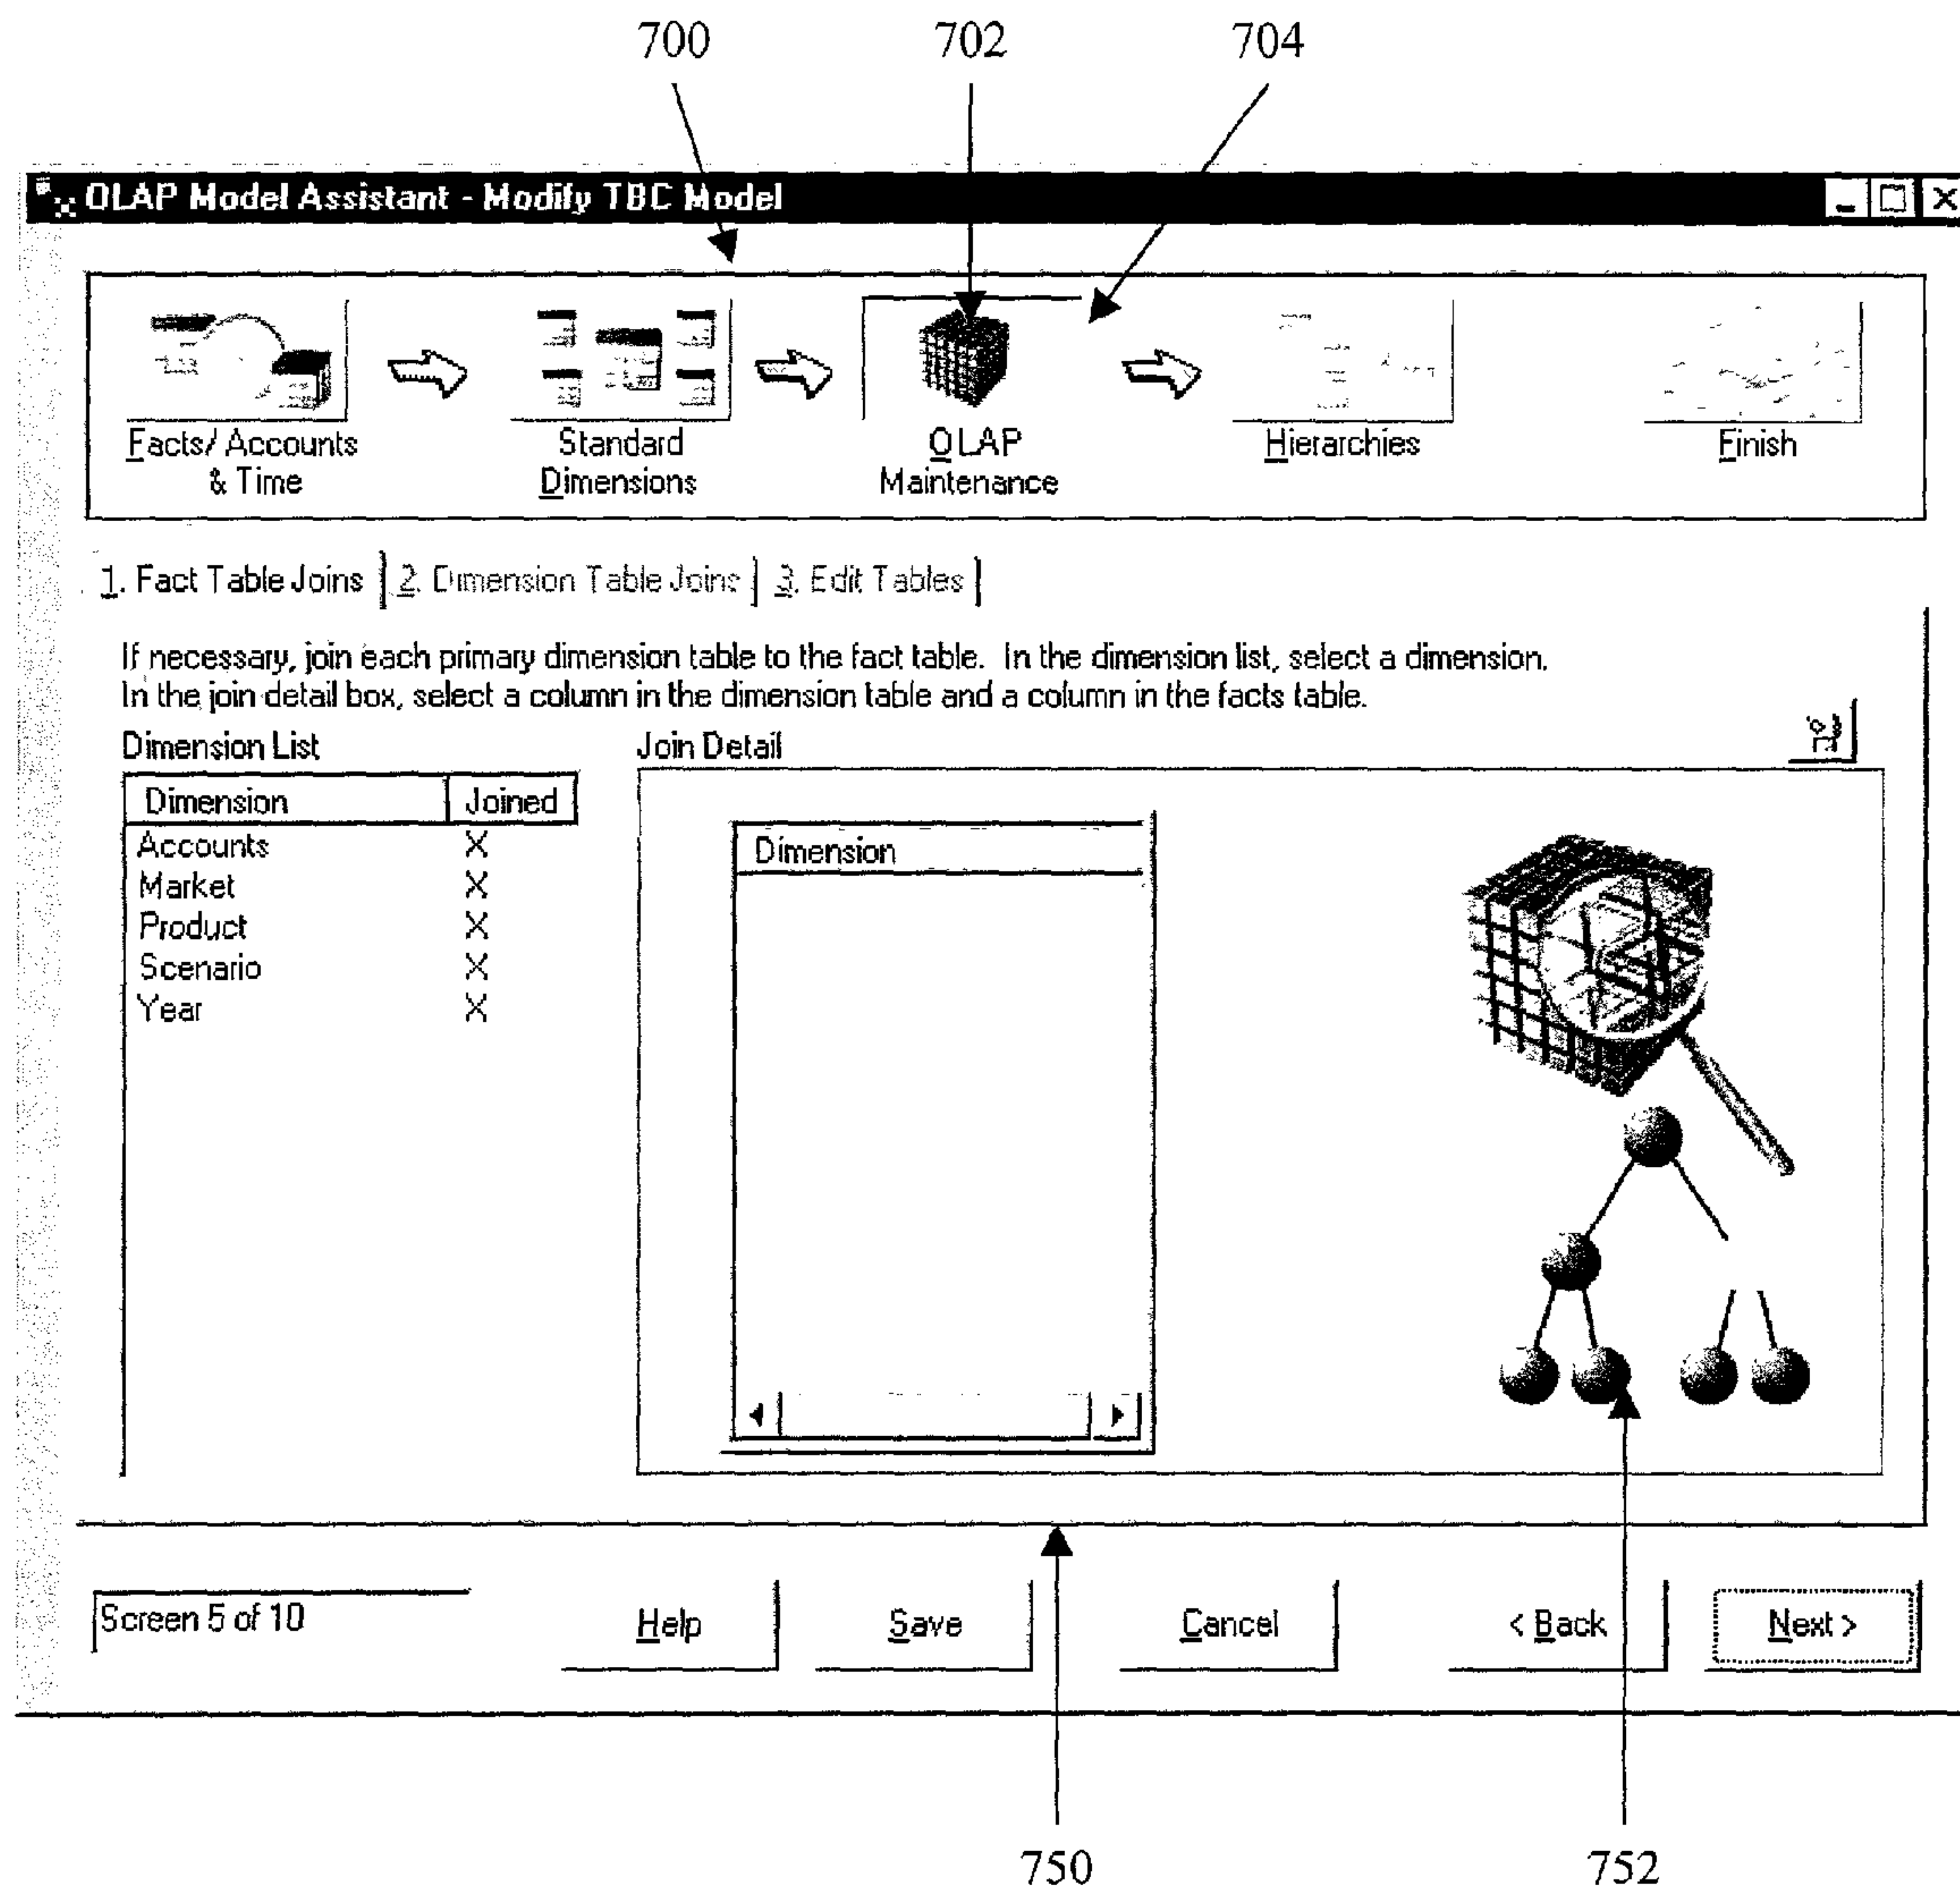 700 702 704
OLAP Model Assistant - Modify TBC Model
Facts/ Accounts & Time
Standard Dimensions
OLAP Maintenance
Hierarchies
Finish
1. Fact Table Joins 2. Dimension Table Joins 3. Edit Tables
If necessary, join each primary dimension table to the fact table. In the dimension list, select a dimension.
In the join detail box, select a column in the dimension table and a column in the facts table.
Dimension List Join Detail
Dimension Joined
Accounts X
Market X
Product X
Scenario X
Year X
Dimension
Screen 5 of 10 Help Save Cancel < Back Next >
750 752